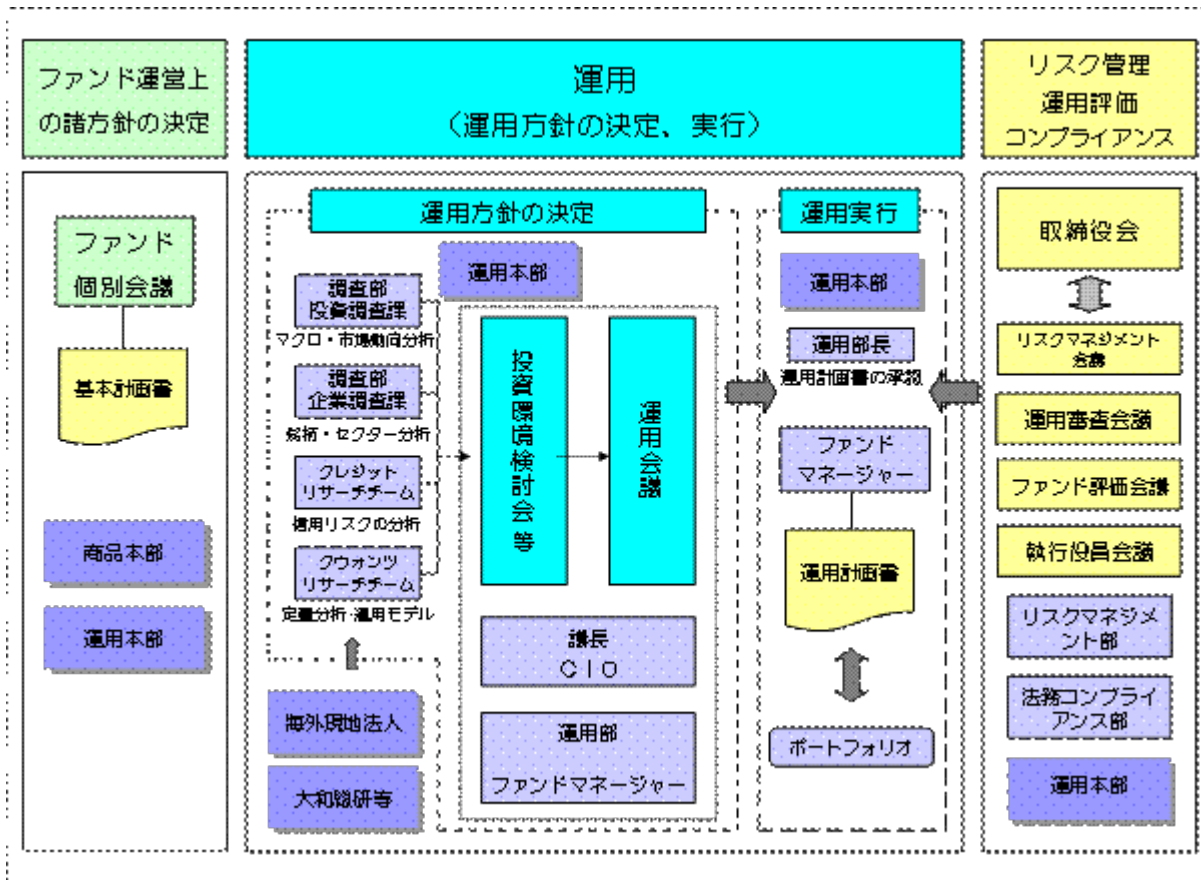 ファンド運営上
の諸方針の決定
運用
(運用方針の決定、実行)
リスク管理
運用評価
コンプライアンス
ファンド
個別会議
基本計画書
商品本部
運用本部
運用方針の決定
運用本部
調査部
投資調査課
マクロ・市場動向分析
調査部
企業調査課
銘柄・セクター分析
クレジット
リサーチチーム
信用リスクの分析
クウォンツ
リサーチチーム
定量分析・運用モデル
海外現地法人
大和総研等
投資環境検討会等
運用会議
議長
CIO
運用部
ファンドマネージャー
運用実行
運用本部
運用部長
運用計画書の承認
ファンド
マネージャー
運用計画書
ポートフォリオ
取締役会
リスクマネジメント
会議
運用審査会議
ファンド評価会議
執行役員会議
リスクマネジメ
ント部
法務コンプライ
アンス部
運用本部